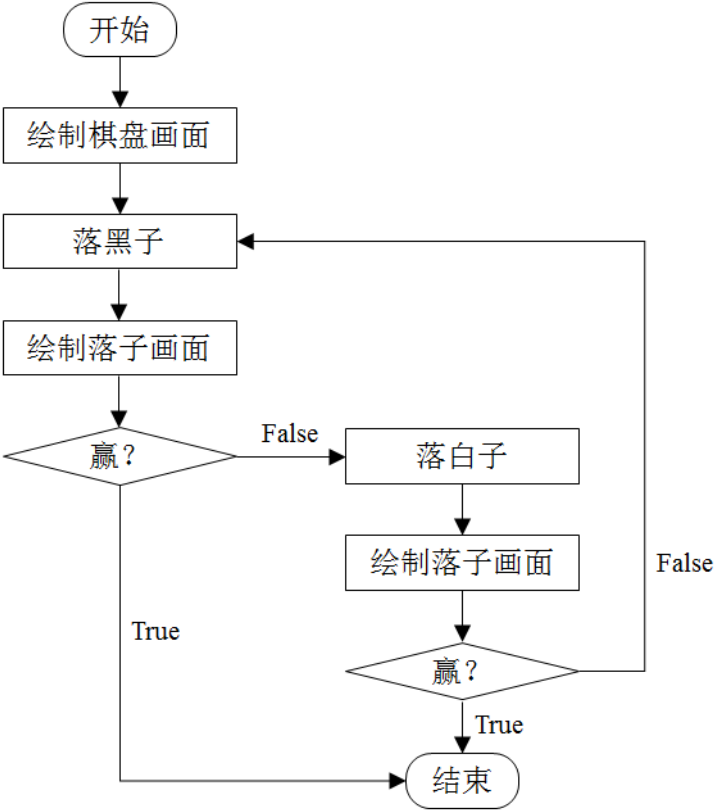 开始
绘制棋盘画面
落黑子
绘制落子画面
赢?
False
落白子
绘制落子画面
False
True
赢?
True
结束